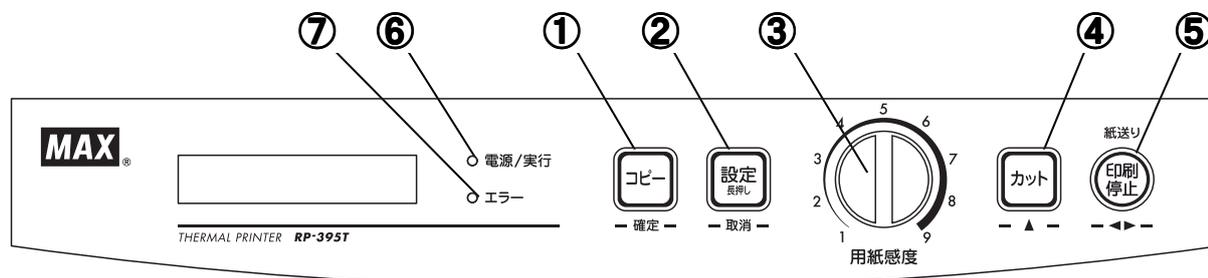 ⑦ ⑥ ① ② ③ ④ ⑤
MAX®
電源/実行
エラー
THERMAL PRINTER RP-395T
コピー
確定
設定
長押し
取消
1 2 3 4 5 6 7 8 9
用紙感度
カット
▲
紙送り
印刷
停止
◀▶